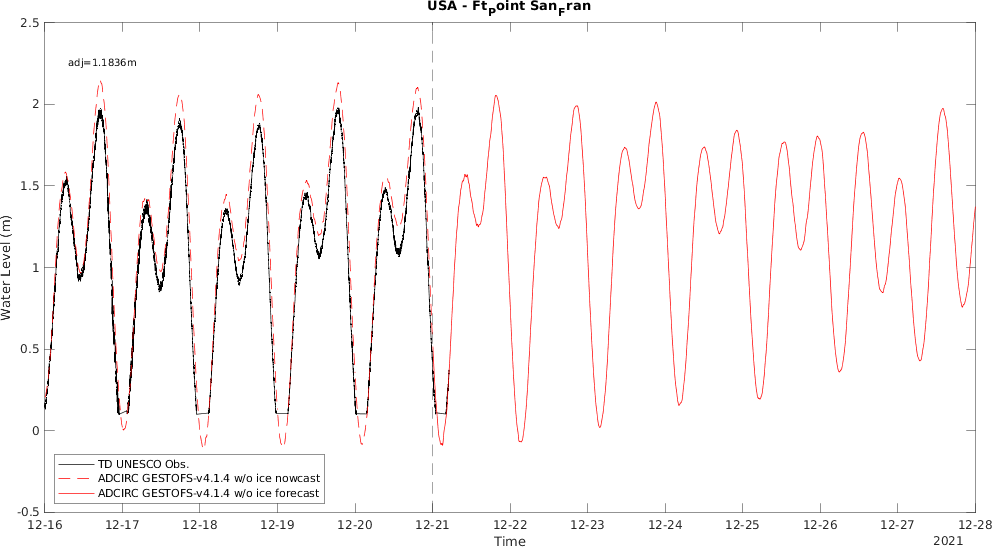 USA - Ft_Point San_Fran
2.5
adj=1.1836m
2
1.5
1
0.5
0
-0.5
Water Level (m)
TD UNESCO Obs.
ADCIRC GESTOFS-v4.1.4 w/o ice nowcast
ADCIRC GESTOFS-v4.1.4 w/o ice forecast
12-16 12-17 12-18 12-19 12-20 12-21 12-22 12-23 12-24 12-25 12-26 12-27 12-28
Time
2021